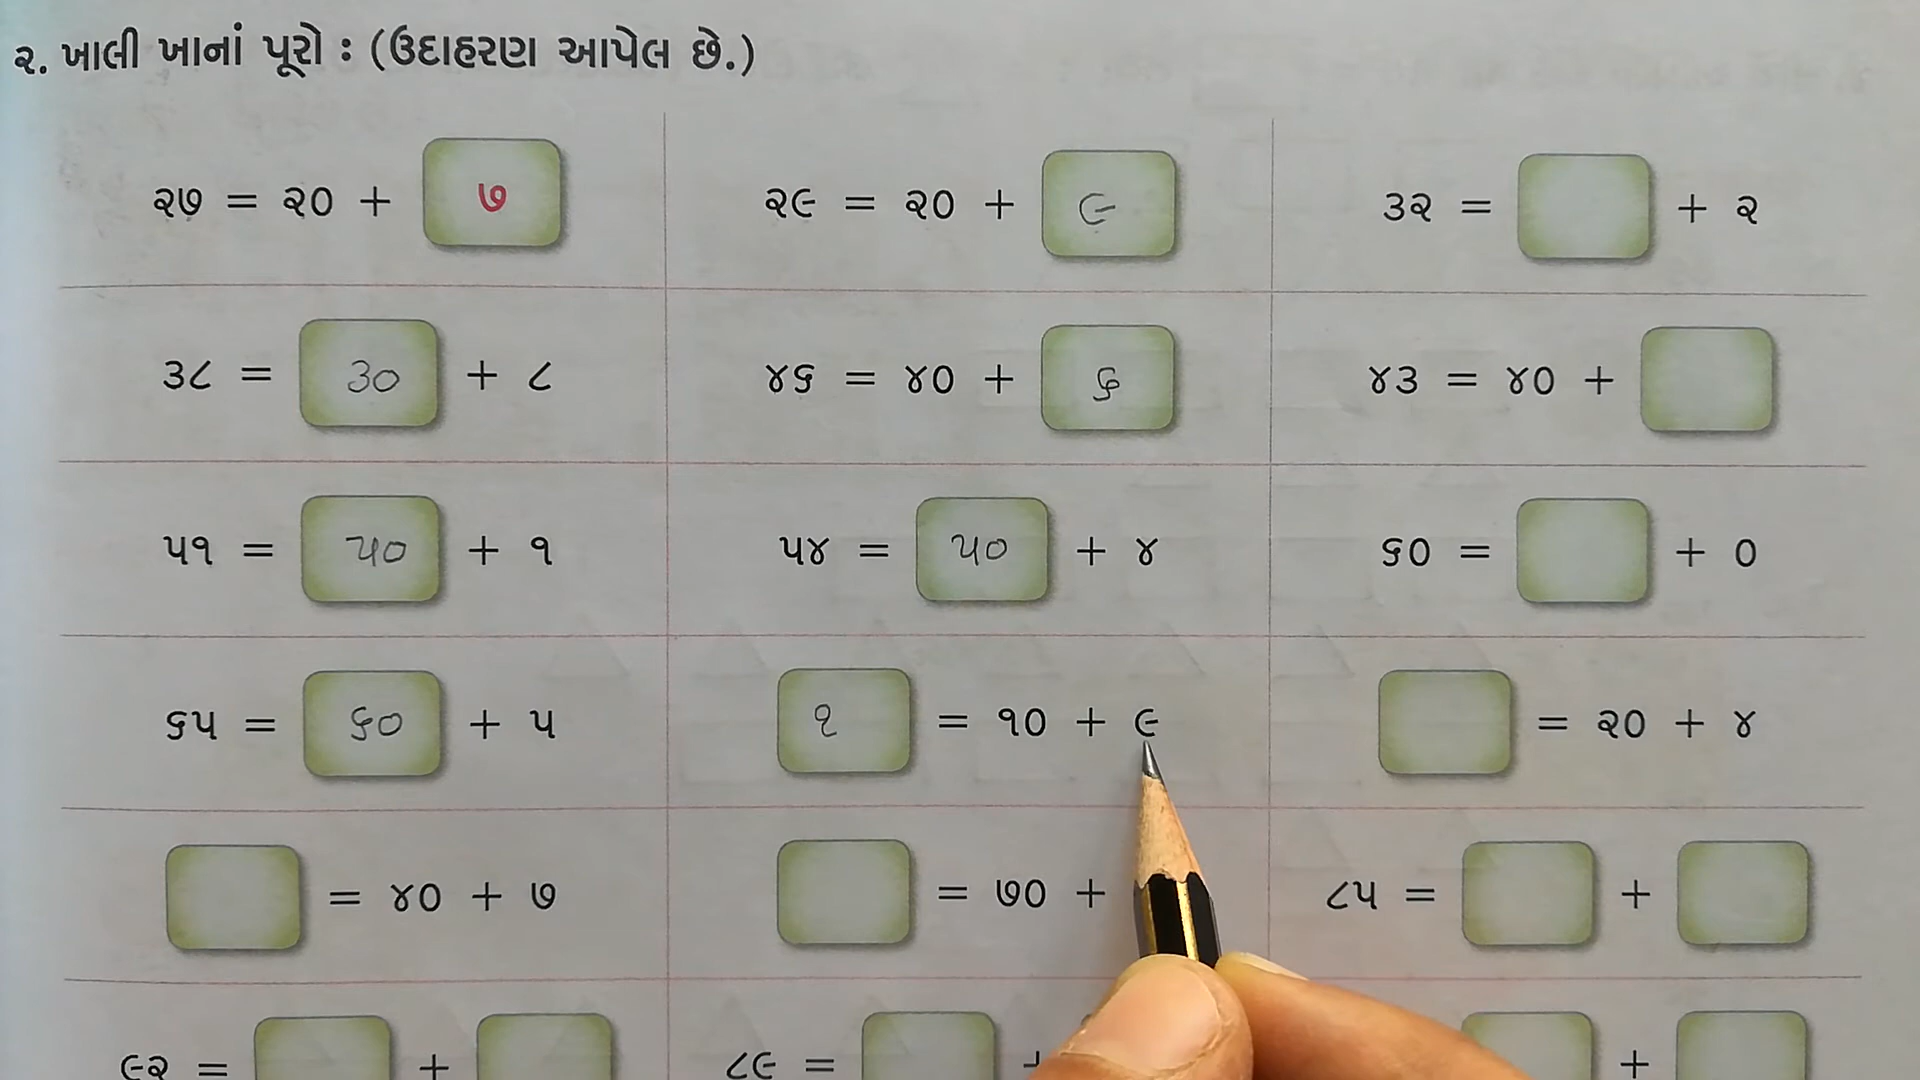 ૨. ખાલી ખાનાં પૂરો : (ઉદાહરણ આપેલ છે.)
૨૭ = ૨૦ + ૭
૨૯ = ૨૦ + ૯
૩૨ = + ૨
૩૮ = ૩૦ + ૮
૪૬ = ૪૦ + ૬
૪૩ = ૪૦ +
૫૧ = ૫૦ + ૧
૫૪ = ૫૦ + ૪
૬૦ = + ૦
૬૫ = ૬૦ + ૫
૧ = ૧૦ + ૯
= ૨૦ + ૪
= ૪૦ + ૭
= ૭૦ +
૮૫ = +
૯૨ = +
૮૯ = +
+